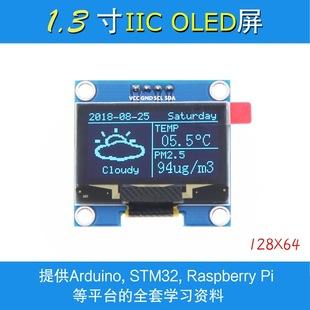 1.3寸IIC OLED屏
VCC GND SCL SDA
2018-08-25 Saturday
TEMP
05.5°C
PM2.5
Cloudy 94ug/m3
128X64
提供Arduino, STM32, Raspberry Pi
等平台的全套学习资料